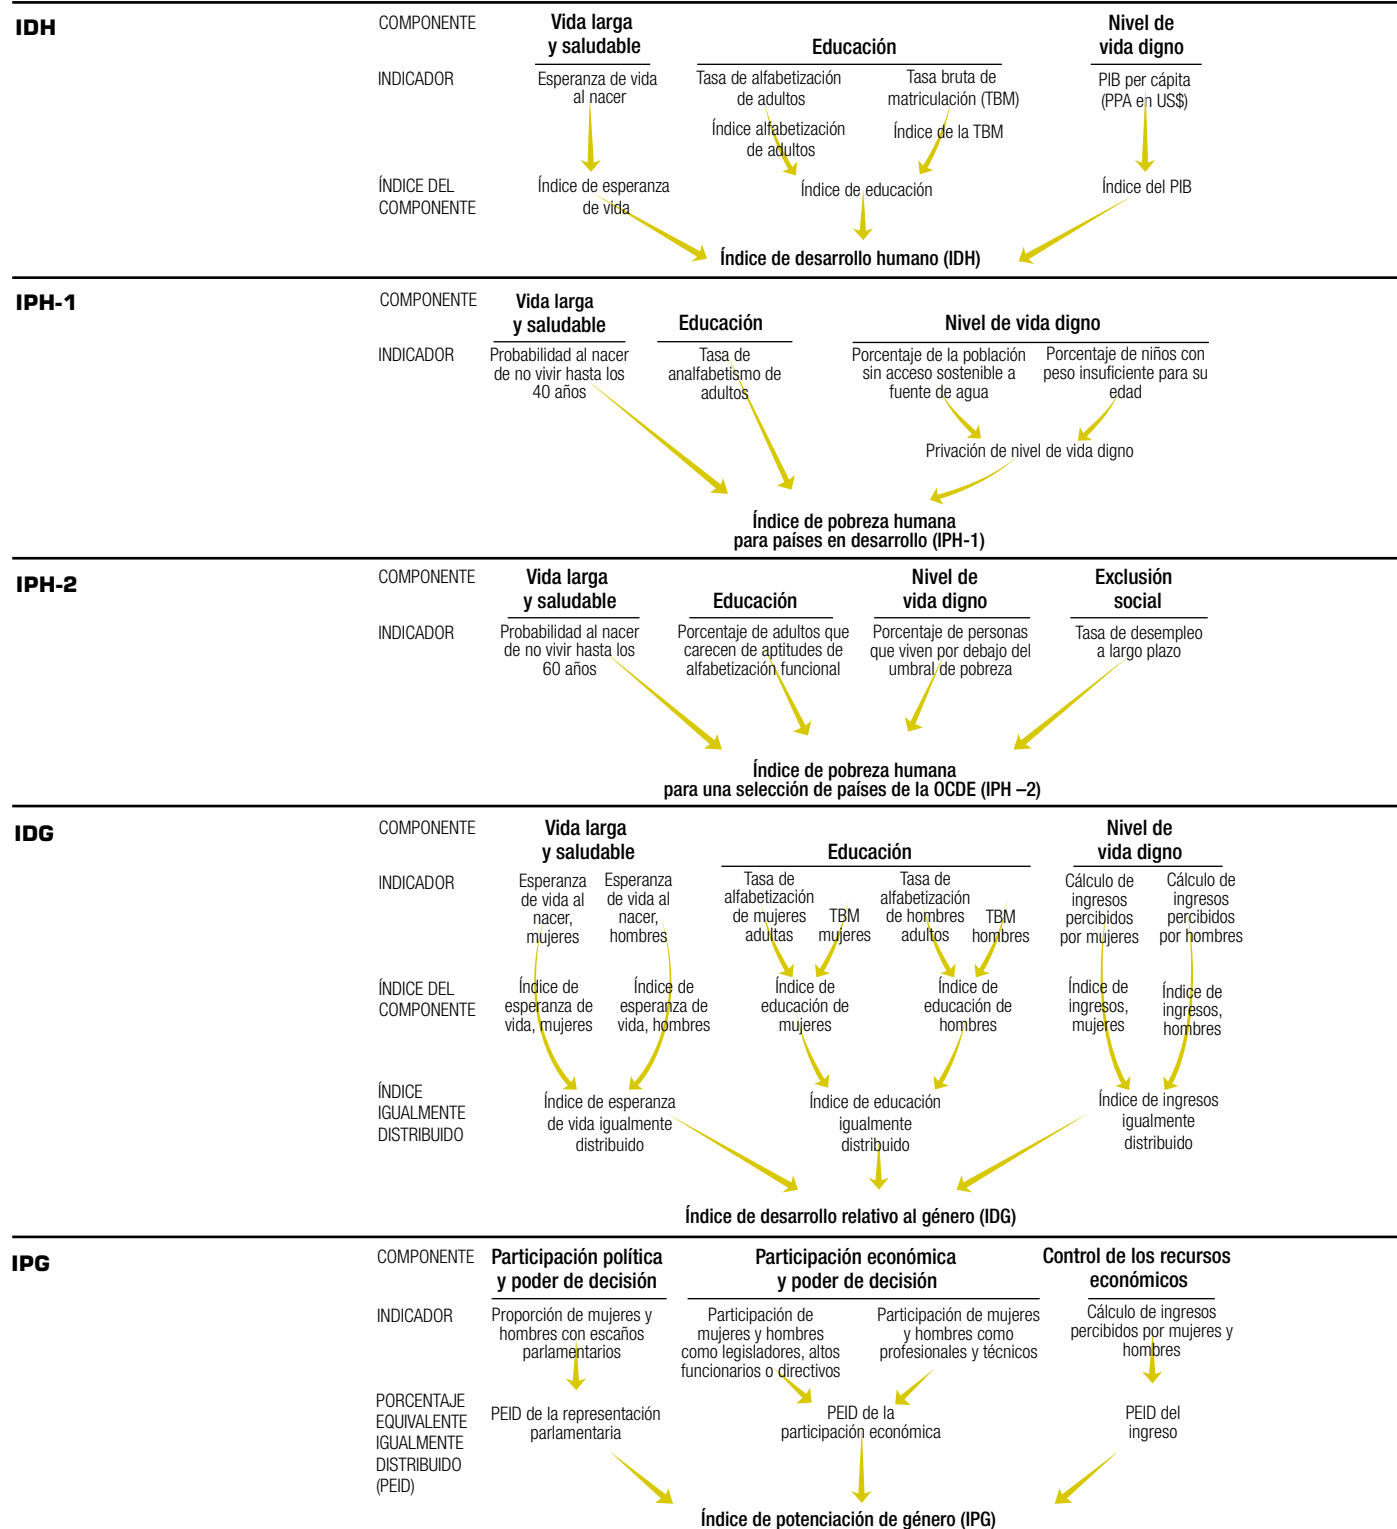 IDH
COMPONENTE
Vida larga
y saludable
Educación
Nivel de
vida digno
INDICADOR
Esperanza de vida
al nacer
Tasa de alfabetización
de adultos
Tasa bruta de
matriculación (TBM)
PIB per cápita
(PPA en US$)
Índice alfabetización
de adultos
Índice de la TBM
ÍNDICE DEL
COMPONENTE
Índice de esperanza
de vida
Índice de educación
Índice del PIB
Índice de desarrollo humano (IDH)
IPH-1
COMPONENTE
Vida larga
y saludable
Educación
Nivel de vida digno
INDICADOR
Probabilidad al nacer
de no vivir hasta los
40 años
Tasa de
analfabetismo de
adultos
Porcentaje de la población
sin acceso sostenible a
fuente de agua
Porcentaje de niños con
peso insuficiente para su
edad
Privación de nivel de vida digno
Índice de pobreza humana
para países en desarrollo (IPH-1)
IPH-2
COMPONENTE
Vida larga
y saludable
Educación
Nivel de
vida digno
Exclusión
social
INDICADOR
Probabilidad al nacer
de no vivir hasta los
60 años
Porcentaje de adultos que
carecen de aptitudes de
alfabetización funcional
Porcentaje de personas
que viven por debajo del
umbral de pobreza
Tasa de desempleo
a largo plazo
Índice de pobreza humana
para una selección de países de la OCDE (IPH –2)
IDG
COMPONENTE
Vida larga
y saludable
Educación
Nivel de
vida digno
INDICADOR
Esperanza
de vida al
nacer,
mujeres
Esperanza
de vida al
nacer,
hombres
Tasa de
alfabetización
de mujeres
adultas
TBM
mujeres
Tasa de
alfabetización
de hombres
adultos
TBM
hombres
Cálculo de
ingresos
percibidos
por mujeres
Cálculo de
ingresos
percibidos
por hombres
ÍNDICE DEL
COMPONENTE
Índice de
esperanza de
vida, mujeres
Índice de
esperanza de
vida, hombres
Índice de
educación de
mujeres
Índice de
educación de
hombres
Índice de
ingresos,
mujeres
Índice de
ingresos,
hombres
ÍNDICE
IGUALMENTE
DISTRIBUIDO
Índice de esperanza
de vida igualmente
distribuido
Índice de educación
igualmente
distribuido
Índice de ingresos
igualmente
distribuido
Índice de desarrollo relativo al género (IDG)
IPG
COMPONENTE
Participación política
y poder de decisión
Participación económica
y poder de decisión
Control de los recursos
económicos
INDICADOR
Proporción de mujeres y
hombres con escaños
parlamentarios
Participación de
mujeres y hombres
como legisladores, altos
funcionarios o directivos
Participación de mujeres
y hombres como
profesionales y técnicos
Cálculo de ingresos
percibidos por mujeres y
hombres
PORCENTAJE
EQUIVALENTE
IGUALMENTE
DISTRIBUIDO
(PEID)
PEID de la representación
parlamentaria
PEID de la
participación económica
PEID del
ingreso
Índice de potenciación de género (IPG)